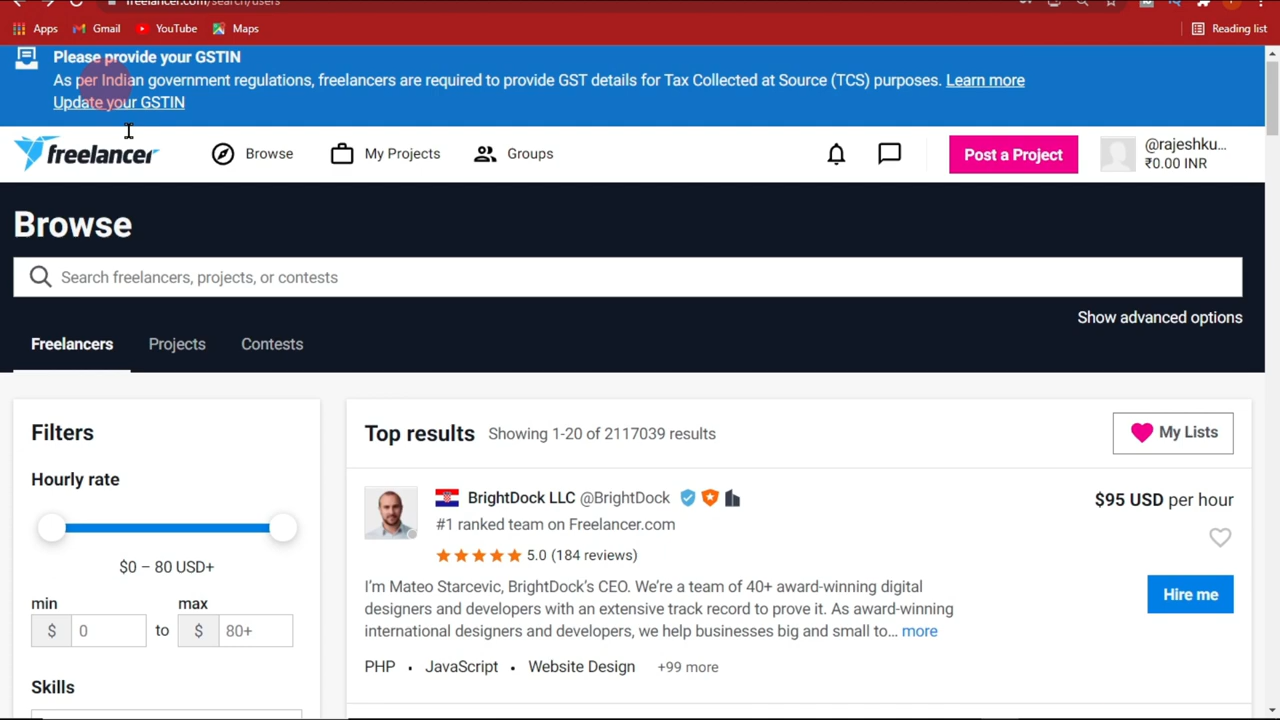 freelancer.com/search/users
Apps Gmail YouTube Maps Reading list
Please provide your GSTIN
As per Indian government regulations, freelancers are required to provide GST details for Tax Collected at Source (TCS) purposes. Learn more
Update your GSTIN
freelancer Browse My Projects Groups Post a Project @rajeshku...
₹0.00 INR
Browse
Search freelancers, projects, or contests
Show advanced options
Freelancers Projects Contests
Filters
Hourly rate
$0 – 80 USD+
min max
$ 0 to $ 80+
Skills
Top results Showing 1-20 of 2117039 results My Lists
BrightDock LLC @BrightDock $95 USD per hour
#1 ranked team on Freelancer.com
5.0 (184 reviews)
I'm Mateo Starcevic, BrightDock's CEO. We're a team of 40+ award-winning digital
designers and developers with an extensive track record to prove it. As award-winning
international designers and developers, we help businesses big and small to... more
Hire me
PHP • JavaScript • Website Design +99 more